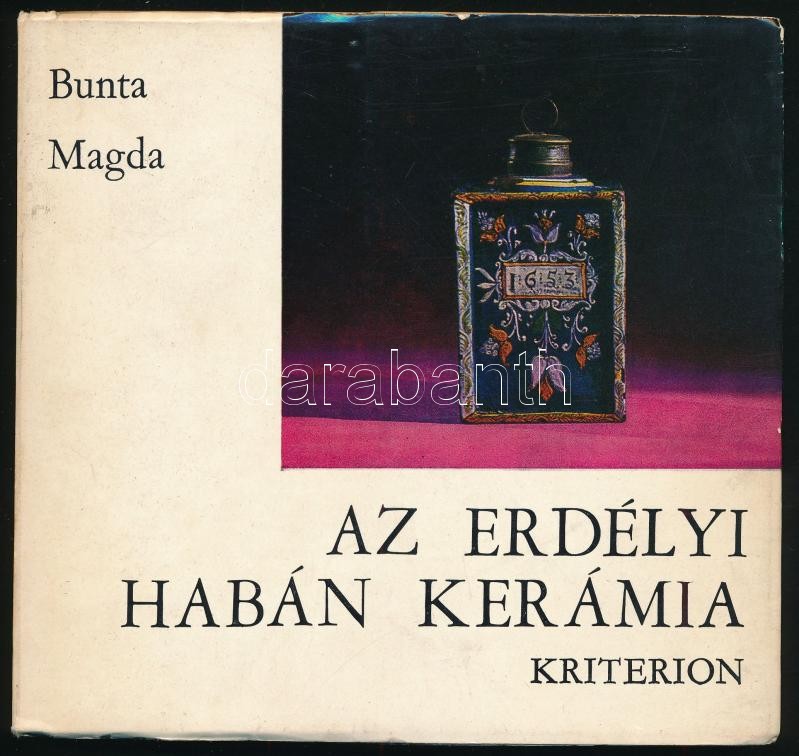 Bunta
Magda
1653
darabanth
AZ ERDÉLYI
HABÁN KERÁMIA
KRITERION